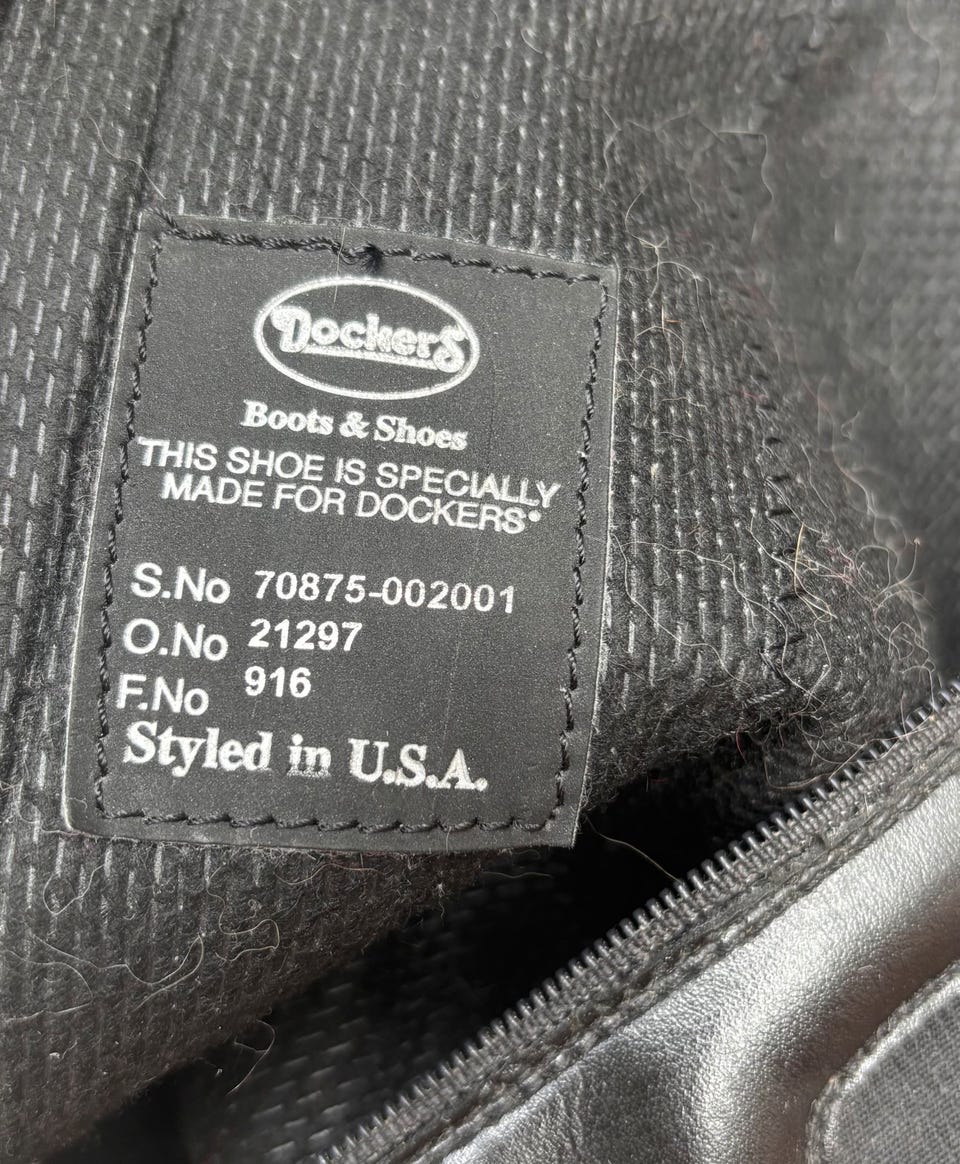 Dockers
Boots & Shoes
THIS SHOE IS SPECIALLY
MADE FOR DOCKERS®
S.No 70875-002001
O.No 21297
F.No 916
Styled in U.S.A.